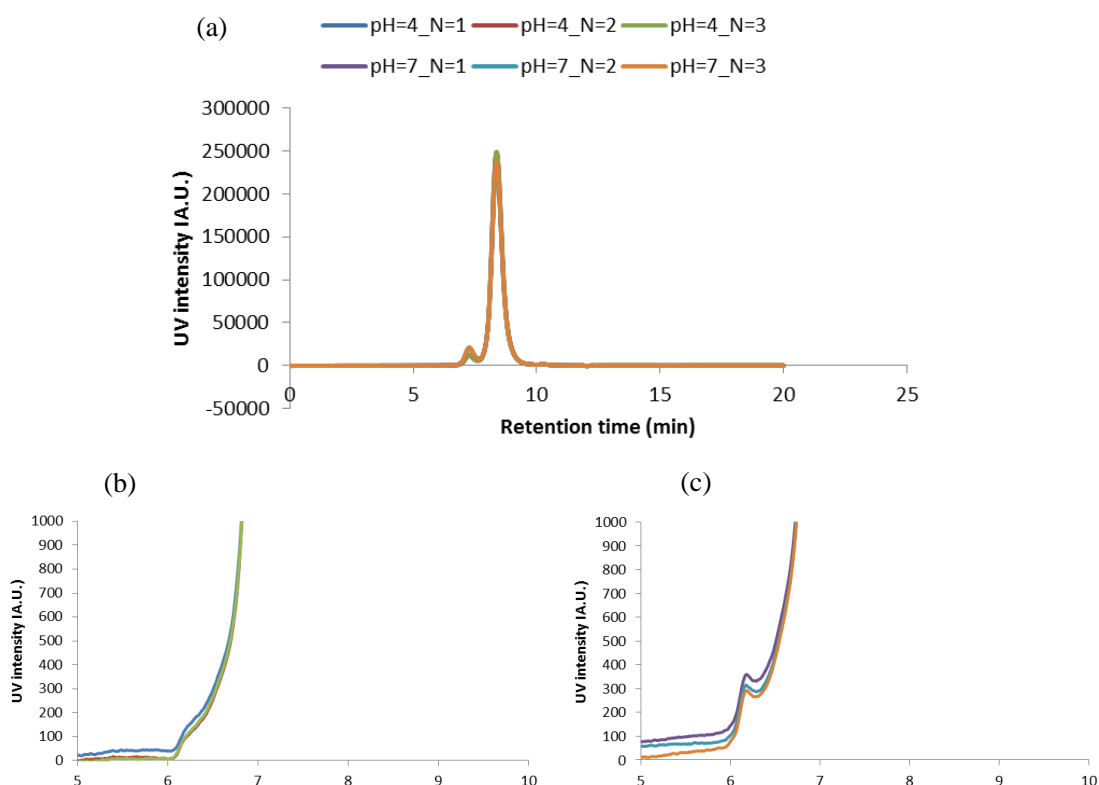 (a)
pH=4_N=1 pH=4_N=2 pH=4_N=3
pH=7_N=1 pH=7_N=2 pH=7_N=3
UV intensity IA.U.)
300000
250000
200000
150000
100000
50000
0
-50000
0 5 10 15 20 25
Retention time (min)
(b)
UV intensity IA.U.)
1000
900
800
700
600
500
400
300
200
100
0
5 6 7 8 9 10
(c)
UV intensity IA.U.)
1000
900
800
700
600
500
400
300
200
100
0
5 6 7 8 9 10